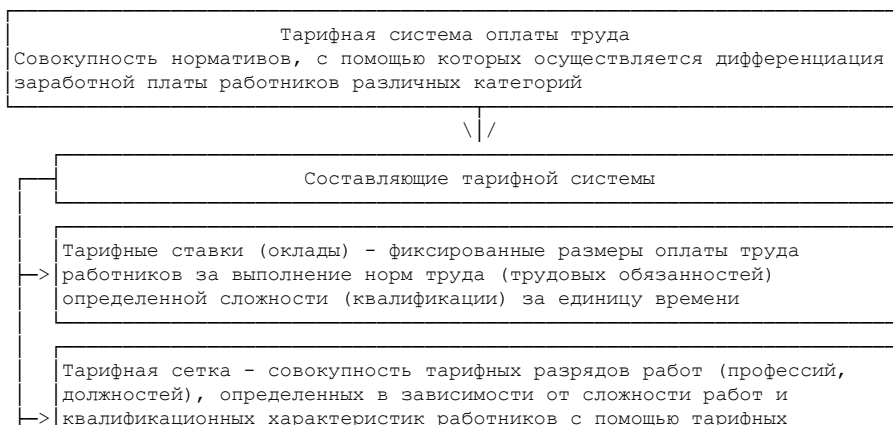 Тарифная система оплаты труда
Совокупность нормативов, с помощью которых осуществляется дифференциация
заработной платы работников различных категорий
Составляющие тарифной системы
Тарифные ставки (оклады) - фиксированные размеры оплаты труда
работников за выполнение норм труда (трудовых обязанностей)
определенной сложности (квалификации) за единицу времени
Тарифная сетка - совокупность тарифных разрядов работ (профессий,
должностей), определенных в зависимости от сложности работ и
квалификационных характеристик работников с помощью тарифных